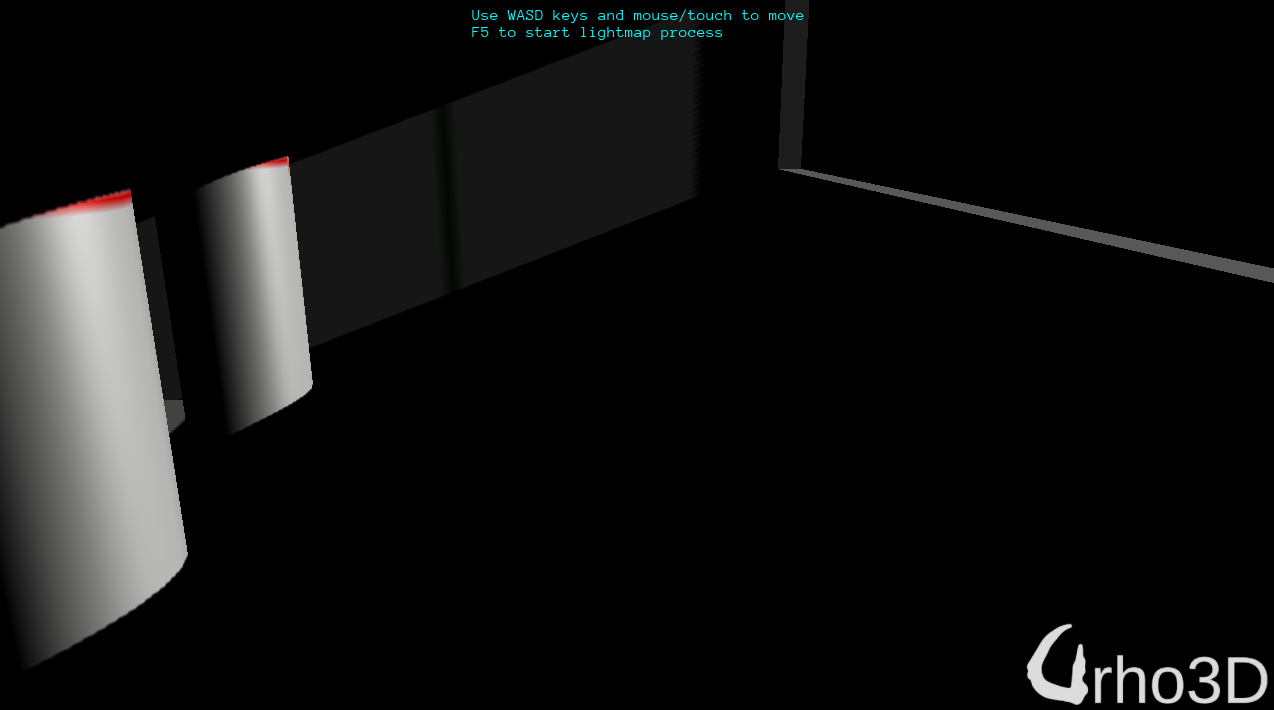 Use WASD keys and mouse/touch to move
F5 to start lightmap process
Urho3D